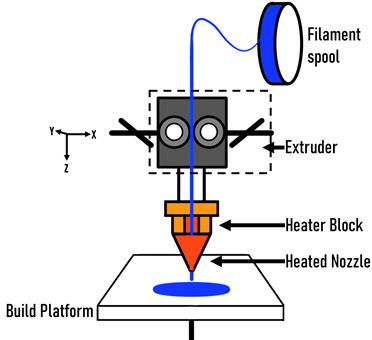 Filament
spool
Y
X
Z
Extruder
Heater Block
Heated Nozzle
Build Platform